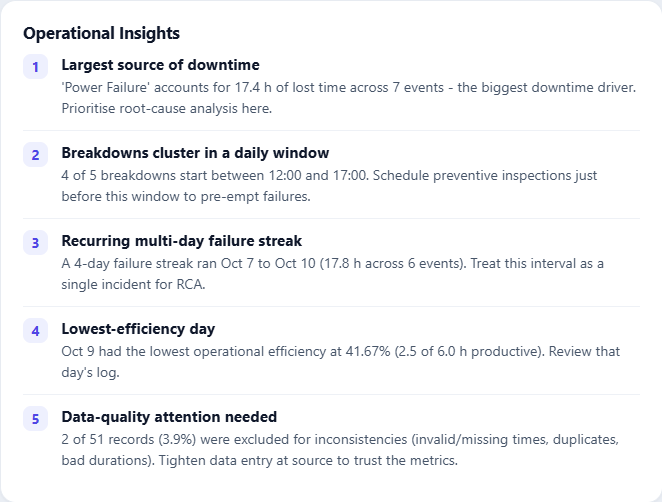 Operational Insights
1
Largest source of downtime
'Power Failure' accounts for 17.4 h of lost time across 7 events - the biggest downtime driver.
Prioritise root-cause analysis here.
2
Breakdowns cluster in a daily window
4 of 5 breakdowns start between 12:00 and 17:00. Schedule preventive inspections just
before this window to pre-empt failures.
3
Recurring multi-day failure streak
A 4-day failure streak ran Oct 7 to Oct 10 (17.8 h across 6 events). Treat this interval as a
single incident for RCA.
4
Lowest-efficiency day
Oct 9 had the lowest operational efficiency at 41.67% (2.5 of 6.0 h productive). Review that
day's log.
5
Data-quality attention needed
2 of 51 records (3.9%) were excluded for inconsistencies (invalid/missing times, duplicates,
bad durations). Tighten data entry at source to trust the metrics.